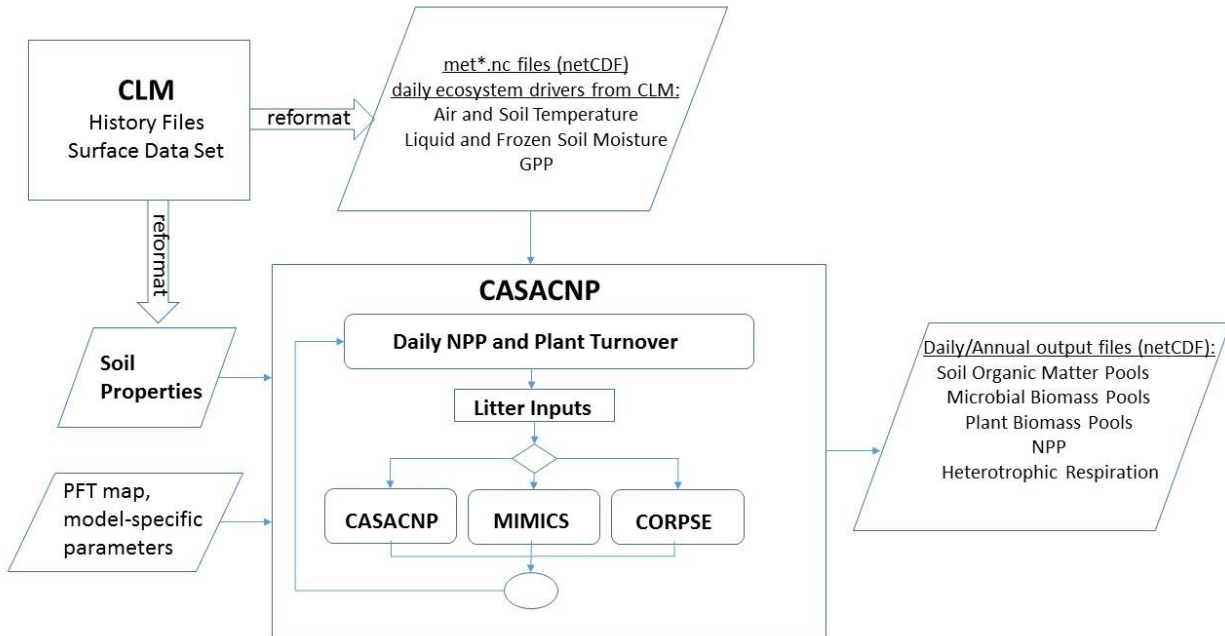 CLM
History Files
Surface Data Set
reformat
met*.nc files (netCDF)
daily ecosystem drivers from CLM:
Air and Soil Temperature
Liquid and Frozen Soil Moisture
GPP
reformat
Soil
Properties
PFT map,
model-specific
parameters
CASACNP
Daily NPP and Plant Turnover
Litter Inputs
CASACNP
MIMICS
CORPSE
Daily/Annual output files (netCDF):
Soil Organic Matter Pools
Microbial Biomass Pools
Plant Biomass Pools
NPP
Heterotrophic Respiration